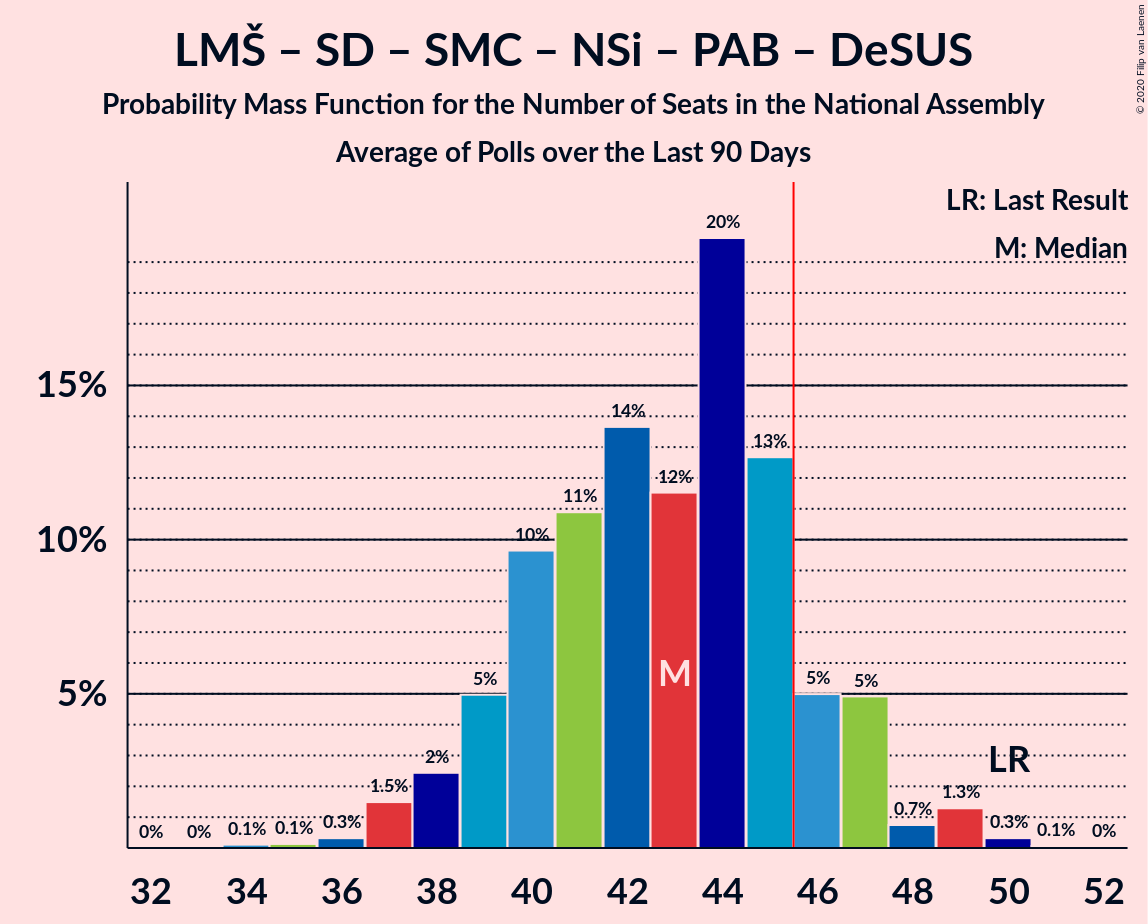 LMŠ – SD – SMC – NSi – PAB – DeSUS
Probability Mass Function for the Number of Seats in the National Assembly
Average of Polls over the Last 90 Days
© 2020 Filip van Laenen
LR: Last Result
M: Median
15%
10%
5%
0%
0%
0.1%
0.1%
0.3%
1.5%
2%
5%
10%
11%
14%
12%
20%
13%
5%
5%
0.7%
1.3%
0.3%
0.1%
0%
M
LR
32 34 36 38 40 42 44 46 48 50 52